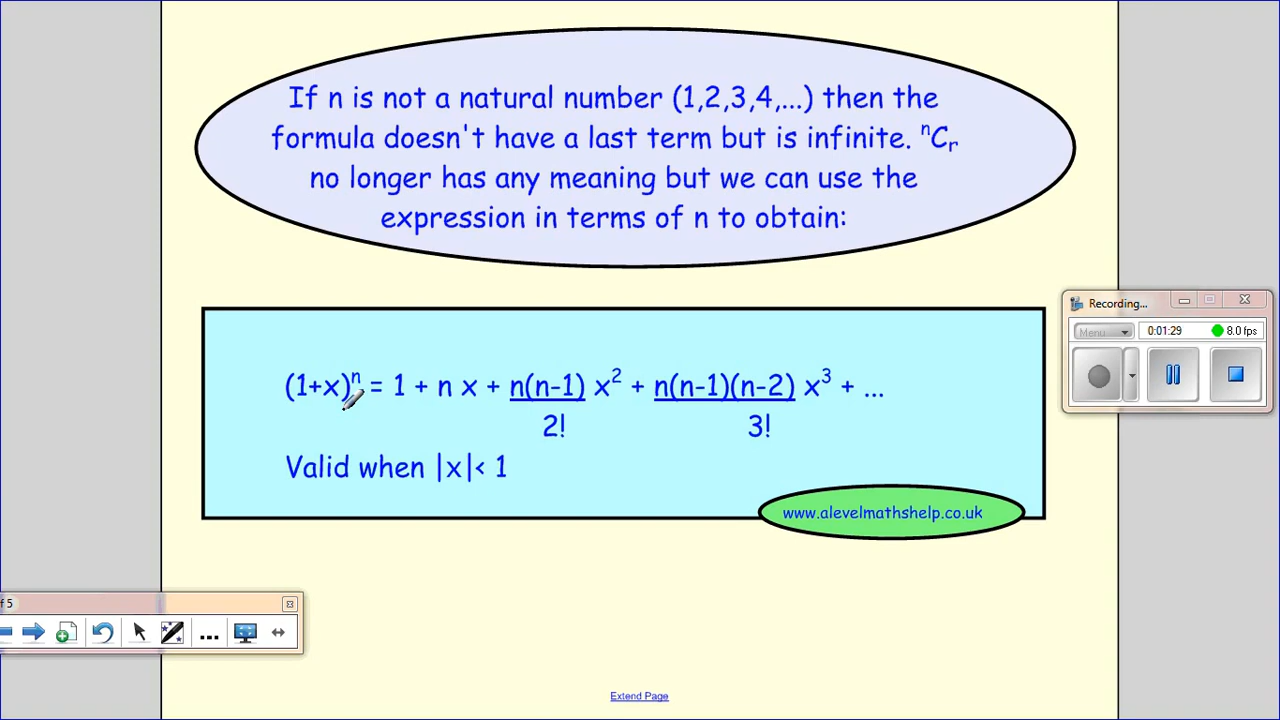 If n is not a natural number (1,2,3,4,...) then the
formula doesn't have a last term but is infinite. ⁿCᵣ
no longer has any meaning but we can use the
expression in terms of n to obtain:
Recording...
Menu
00:01:29
8.0 fps
(1+x)ⁿ = 1 + n x + n(n-1) x² + n(n-1)(n-2) x³ + ...
2! 3!
Valid when |x|< 1
www.alevelmathshelp.co.uk
f 5
...
Extend Page